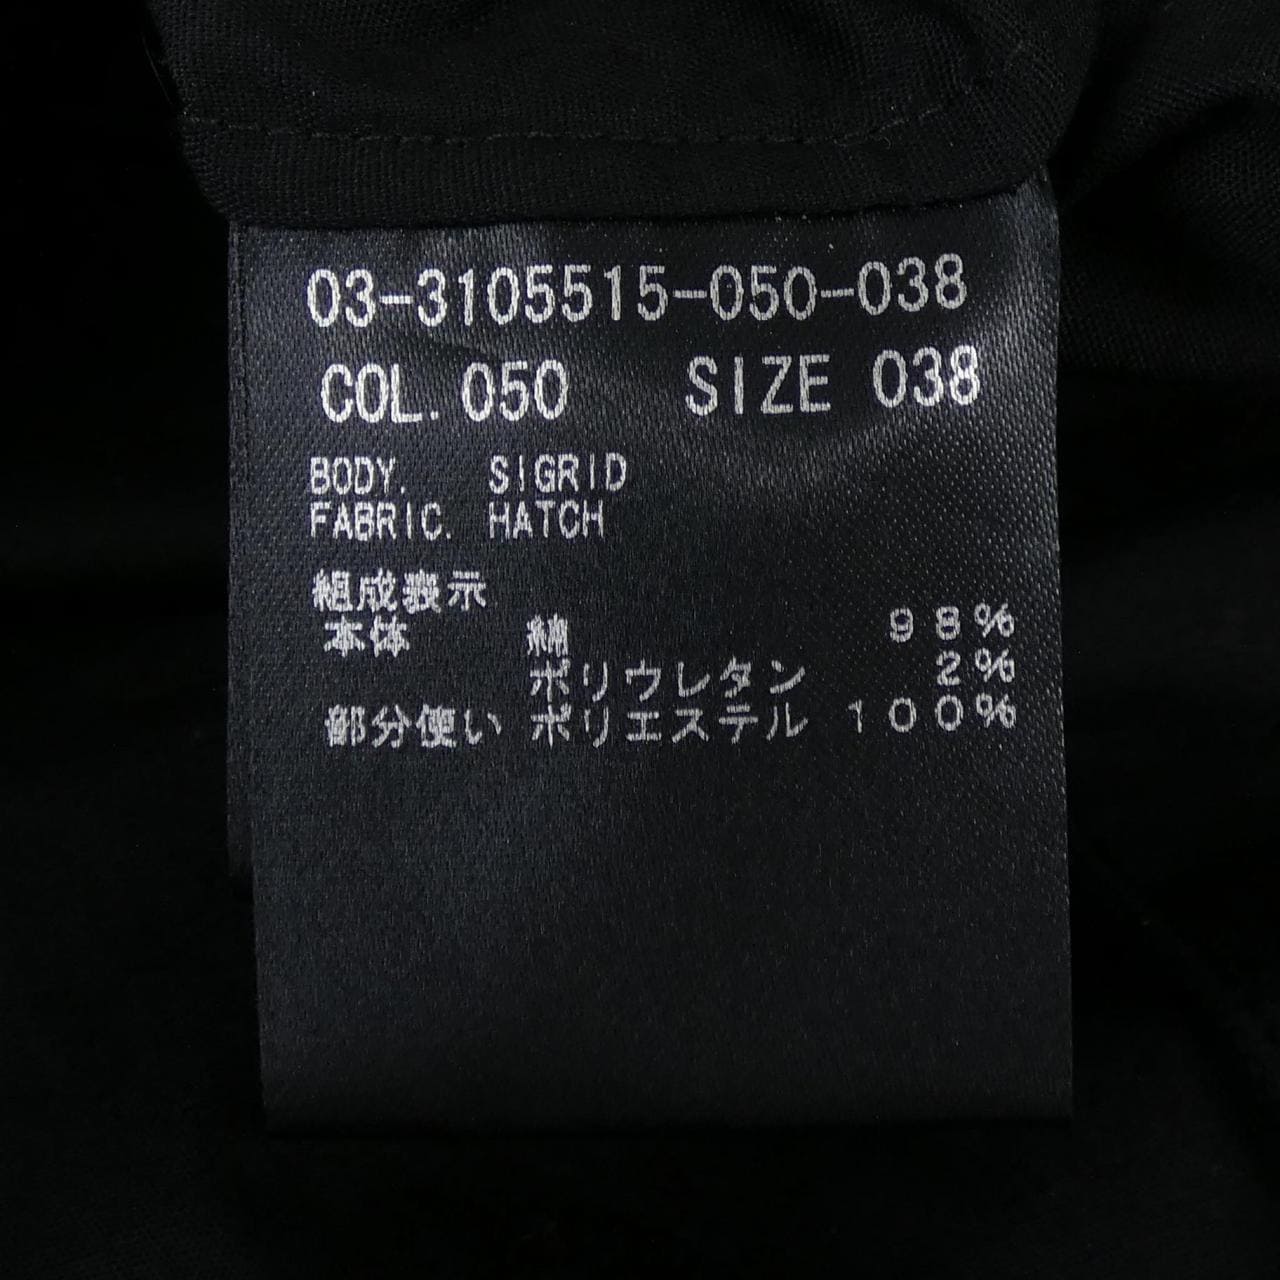 03-3105515-050-038
COL. 050 SIZE 038
BODY. SIGRID
FABRIC. HATCH
組成表示
本体 綿 98%
ポリウレタン 2%
部分使い ポリエステル 100%